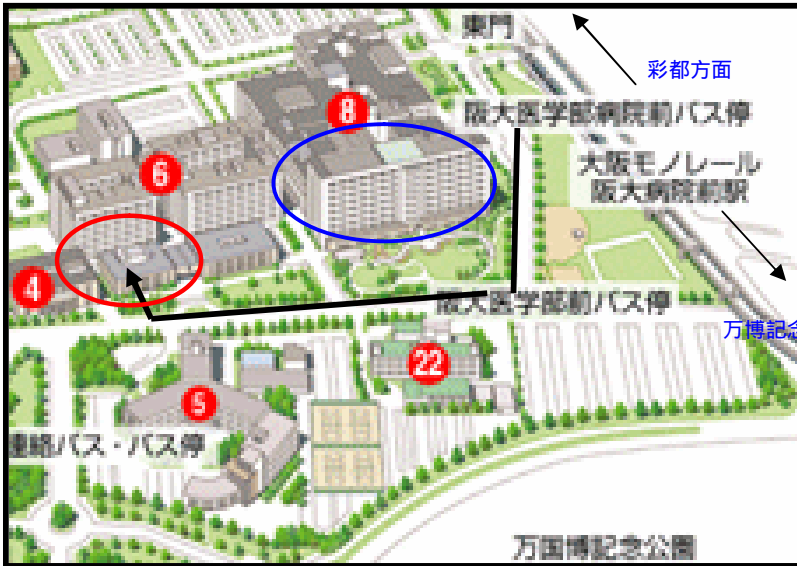 東門
彩都方面
8
阪大医学部病院前バス停
大阪モノレール
阪大病院前駅
6
4
阪大医学部前バス停
万博記念
22
5
連絡バス・バス停
万国博記念公園